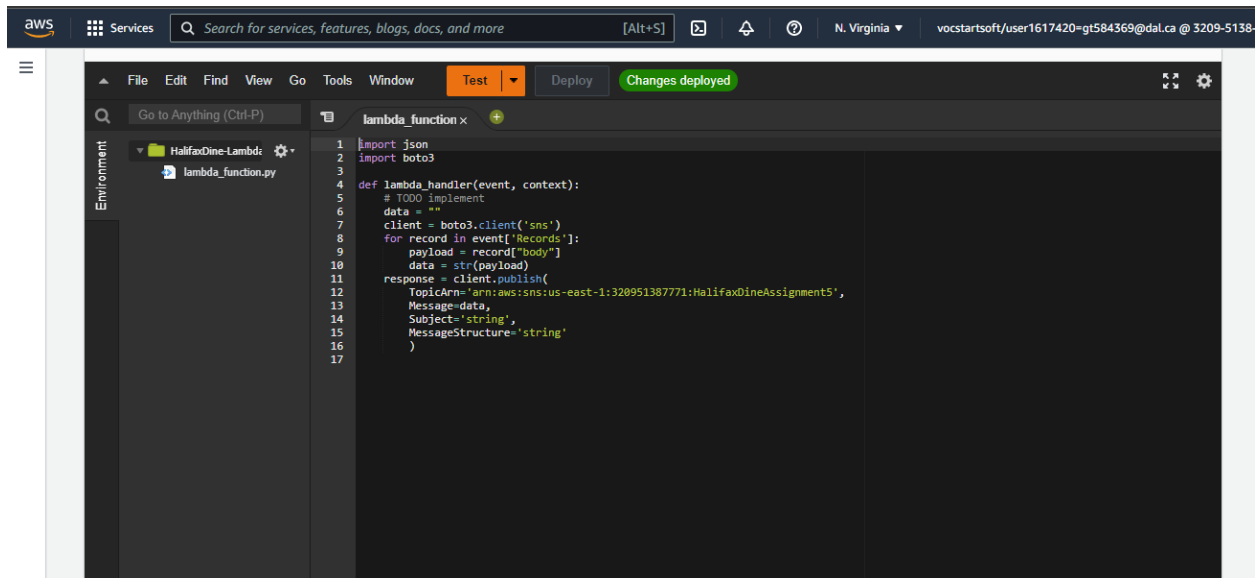 aws Services Search for services, features, blogs, docs, and more [Alt+S] N. Virginia vocstartsoft/user1617420=gt584369@dal.ca @ 3209-5138-
File Edit Find View Go Tools Window Test Deploy Changes deployed
Go to Anything (Ctrl-P) lambda_function
Environment
HalifaxDine-Lambda
lambda_function.py
1 import json
2 import boto3
3
4 def lambda_handler(event, context):
5 # TODO implement
6 data = ""
7 client = boto3.client('sns')
8 for record in event['Records']:
9 payload = record["body"]
10 data = str(payload)
11 response = client.publish(
12 TopicArn='arn:aws:sns:us-east-1:320951387771:HalifaxDineAssignment5',
13 Message=data,
14 Subject='string',
15 MessageStructure='string'
16 )
17